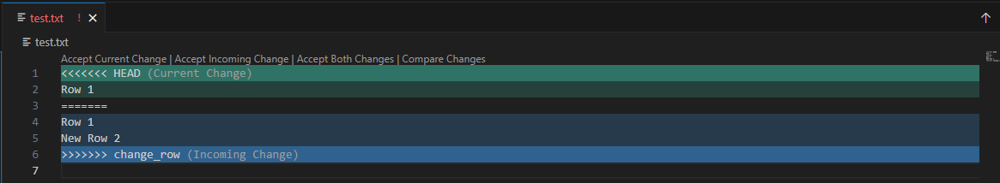 test.txt !
test.txt
Accept Current Change | Accept Incoming Change | Accept Both Changes | Compare Changes
1 <<<<<<< HEAD (Current Change)
2 Row 1
3 =======
4 Row 1
5 New Row 2
6 >>>>>>> change_row (Incoming Change)
7